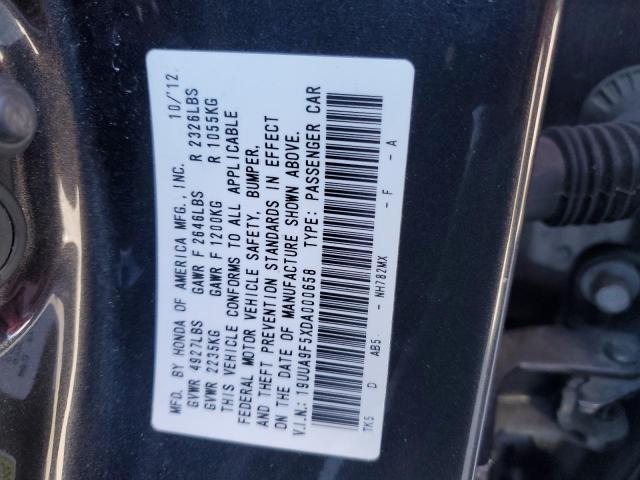 MFD. BY HONDA OF AMERICA MFG., INC. 10/'12
GVWR 4927LBS GAWR F 2646LBS R 2326LBS
GVWR 2235KG GAWR F 1200KG R 1055KG
THIS VEHICLE CONFORMS TO ALL APPLICABLE
FEDERAL MOTOR VEHICLE SAFETY, BUMPER,
AND THEFT PREVENTION STANDARDS IN EFFECT
ON THE DATE OF MANUFACTURE SHOWN ABOVE.
V.I.N.: 19UUA9F5XDA000658 TYPE: PASSENGER CAR
TK5 D AB5 - NH782MX - F - A